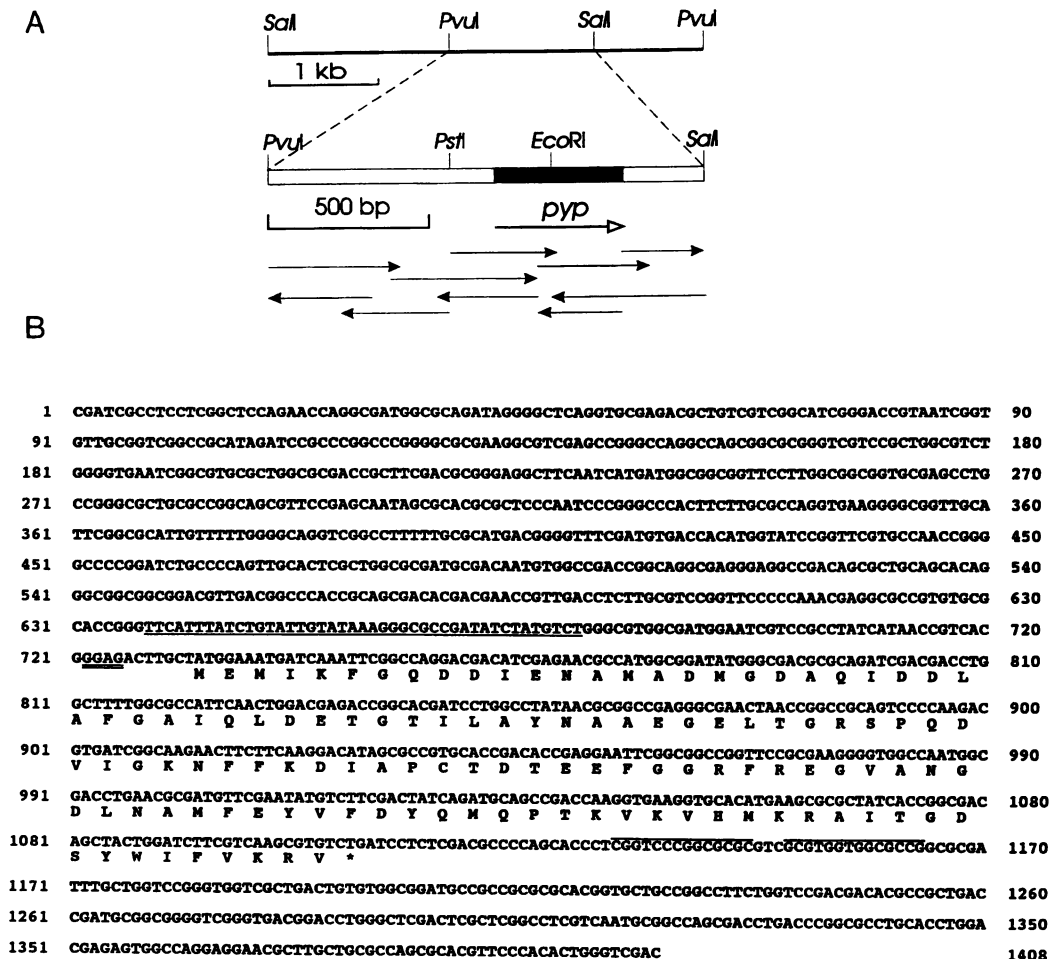 A
SalI PvuI SalI PvuI
1 kb
PvuI PstI EcoRI SalI
500 bp pyp
B
1 CGATCGCCTCCTCGGCTCCAGAACCAGGCGATGGCGCAGATAGGGGCTCAGGTGCGAGACGCTGTCGTCGGCATCGGGACCGTAATCGGT 90
91 GTTGCGGTCGGCCGCATAGATCCGCCCGGCCCGGGGCGCGAAGGCGTCGAGCCGGGCCAGGCCAGCGGCGCGGGTCGTCCGCTGGCGTCT 180
181 GGGGTGAATCGGCGTGCGCTGGCGCGACCGCTTCGACGCGGGAGGCTTCAATCATGATGGCGGCGGTTCCTTGGCGGCGGTGCGAGCCTG 270
271 CCGGGCGCTGCGCCGGCAGCGTTCCGAGCAATAGCGCACGCGCTCCCAATCCCGGGCCCACTTCTTGCGCCAGGTGAAGGGGCGGTTGCA 360
361 TTCGGCGCATTGTTTTTGGGGCAGGTCGGCCTTTTTGCGCATGACGGGGTTTCGATGTGACCACATGGTATCCGGTTCGTGCCAACCGGG 450
451 GCCCCGGATCTGCCCCAGTTGCACTCGCTGGCGCGATGCGACAATGTGGCCGACCGGCAGGCGAGGGAGGCCGACAGCGCTGCAGCACAG 540
541 GGCGGCGGCGGACGTTGACGGCCCACCGCAGCGACACGACGAACCGTTGACCTCTTGCGTCCGGTTCCCCCAAACGAGGCGCCGTGTGCG 630
631 CACCGGGTTCATTTATCTGTATTGTATAAAGGGCGCCGATATCTATGTCTGGGCGTGGCGATGGAATCGTCCGCCTATCATAACCGTCAC 720
721 GGGAGACTTGCTATGGAAATGATCAAATTCGGCCAGGACGACATCGAGAACGCCATGGCGGATATGGGCGACGCGCAGATCGACGACCTG 810
M E M I K F G Q D D I E N A M A D M G D A Q I D D L
811 GCTTTTGGCGCCATTCAACTGGACGAGACCGGCACGATCCTGGCCTATAACGCGGCCGAGGGCGAACTAACCGGCCGCAGTCCCCAAGAC 900
A F G A I Q L D E T G T I L A Y N A A E G E L T G R S P Q D
901 GTGATCGGCAAGAACTTCTTCAAGGACATAGCGCCGTGCACCGACACCGAGGAATTCGGCGGCCGGTTCCGCGAAGGGGTGGCCAATGGC 990
V I G K N F F K D I A P C T D T E E F G G R F R E G V A N G
991 GACCTGAACGCGATGTTCGAATATGTCTTCGACTATCAGATGCAGCCGACCAAGGTGAAGGTGCACATGAAGCGCGCTATCACCGGCGAC 1080
D L N A M F E Y V F D Y Q M Q P T K V K V H M K R A I T G D
1081 AGCTACTGGATCTTCGTCAAGCGTGTCTGATCCTCTCGACGCCCCAGCACCCTCGGTCCCGGCGCGCGTCGCGTGGTGGCGCCGGCGCGA 1170
S Y W I F V K R V *
1171 TTTGCTGGTCCGGGTGGTCGCTGACTGTGTGGCGGATGCCGCCGCGCGCACGGTGCTGCCGGCCTTCTGGTCCGACGACACGCCGCTGAC 1260
1261 CGATGCGGCGGGGTCGGGTGACGGACCTGGGCTCGACTCGCTCGGCCTCGTCAATGCGGCCAGCGACCTGACCCGGCGCCTGCACCTGGA 1350
1351 CGAGAGTGGCCAGGAGGAACGCTTGCTGCGCCAGCGCACGTTCCCACACTGGGTCGAC 1408